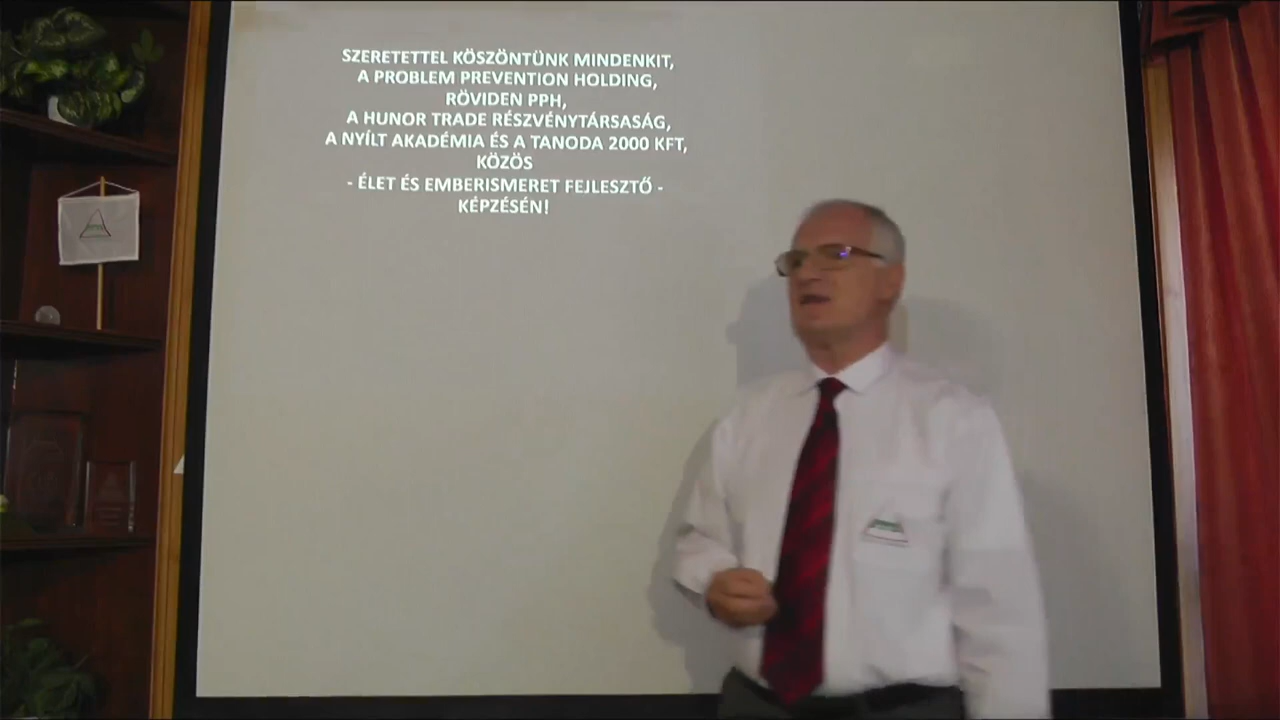 SZERETETTEL KÖSZÖNTÜNK MINDENKIT,
A PROBLEM PREVENTION HOLDING,
RÖVIDEN PPH,
A HUNOR TRADE RÉSZVÉNYTÁRSASÁG,
A NYÍLT AKADÉMIA ÉS A TANODA 2000 KFT,
KÖZÖS
- ÉLET ÉS EMBERISMERET FEJLESZTŐ -
KÉPZÉSÉN!